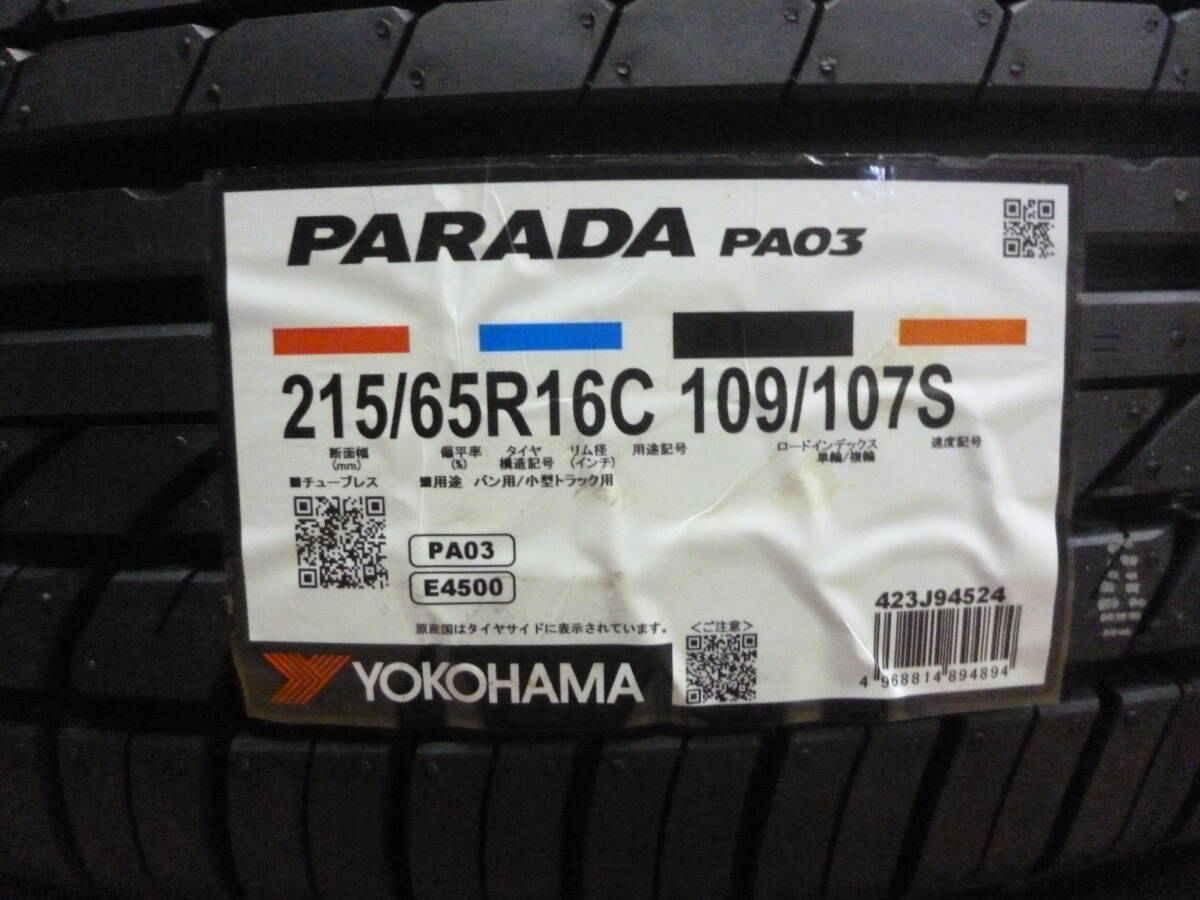 PARADA PA03
215/65R16C 109/107S
断面幅 偏平率 タイヤ リム径 用途記号 ロードインデックス 速度記号
(mm) (%) 構造記号 (インチ) 単輪/複輪
■チューブレス ■用途 バン用/小型トラック用
PA03
E4500
423J94524
原産国はタイヤサイドに表示されています。 <ご注意>
YOKOHAMA
4 968814 894894